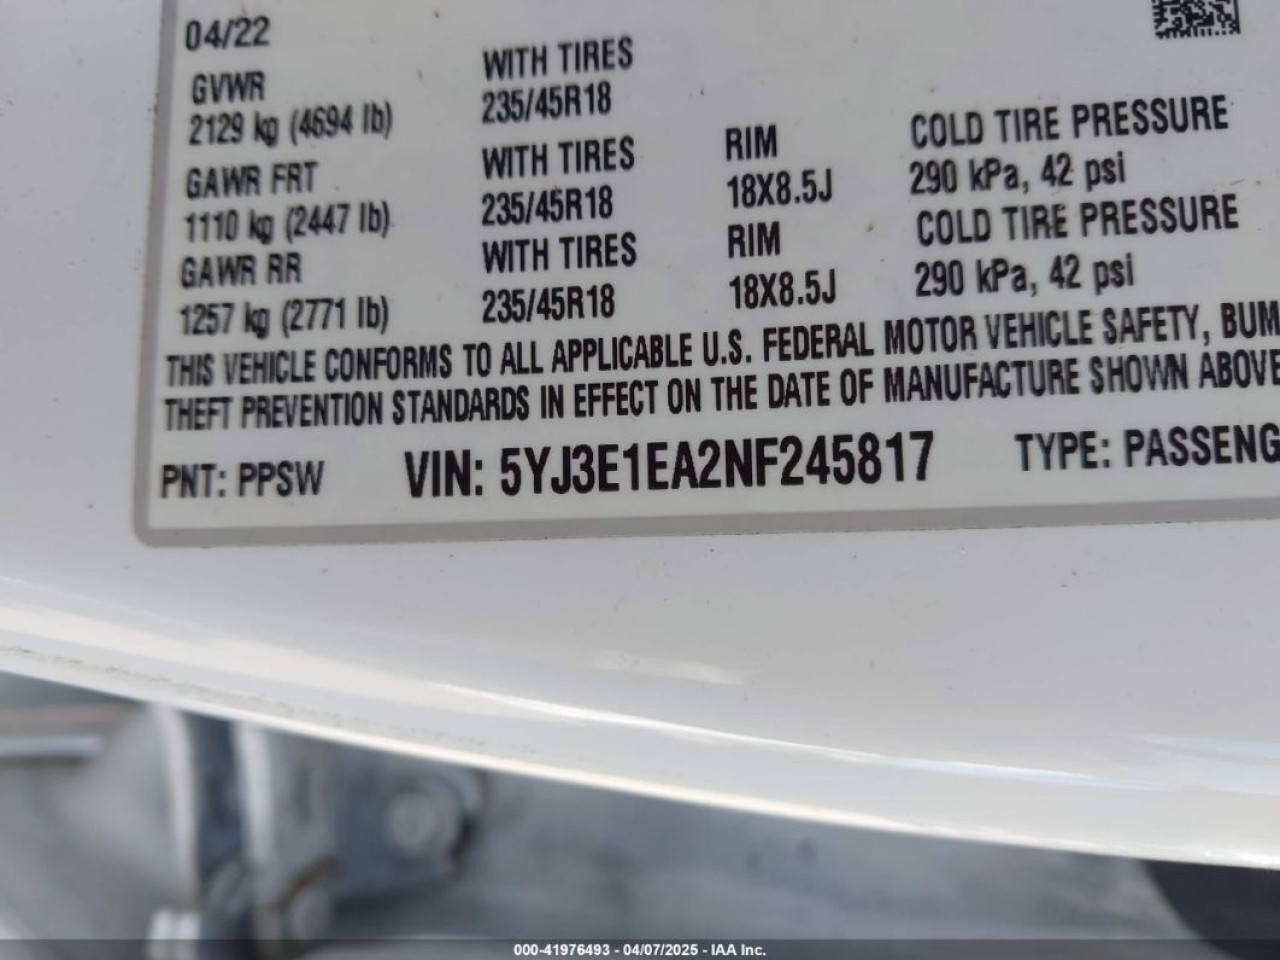 04/22
GVWR WITH TIRES
2129 kg (4694 lb) 235/45R18
GAWR FRT WITH TIRES RIM COLD TIRE PRESSURE
1110 kg (2447 lb) 235/45R18 18X8.5J 290 kPa, 42 psi
GAWR RR WITH TIRES RIM COLD TIRE PRESSURE
1257 kg (2771 lb) 235/45R18 18X8.5J 290 kPa, 42 psi
THIS VEHICLE CONFORMS TO ALL APPLICABLE U.S. FEDERAL MOTOR VEHICLE SAFETY, BUM
THEFT PREVENTION STANDARDS IN EFFECT ON THE DATE OF MANUFACTURE SHOWN ABOVE
PNT: PPSW VIN: 5YJ3E1EA2NF245817 TYPE: PASSENG
000-41976493 - 04/07/2025 - IAA Inc.